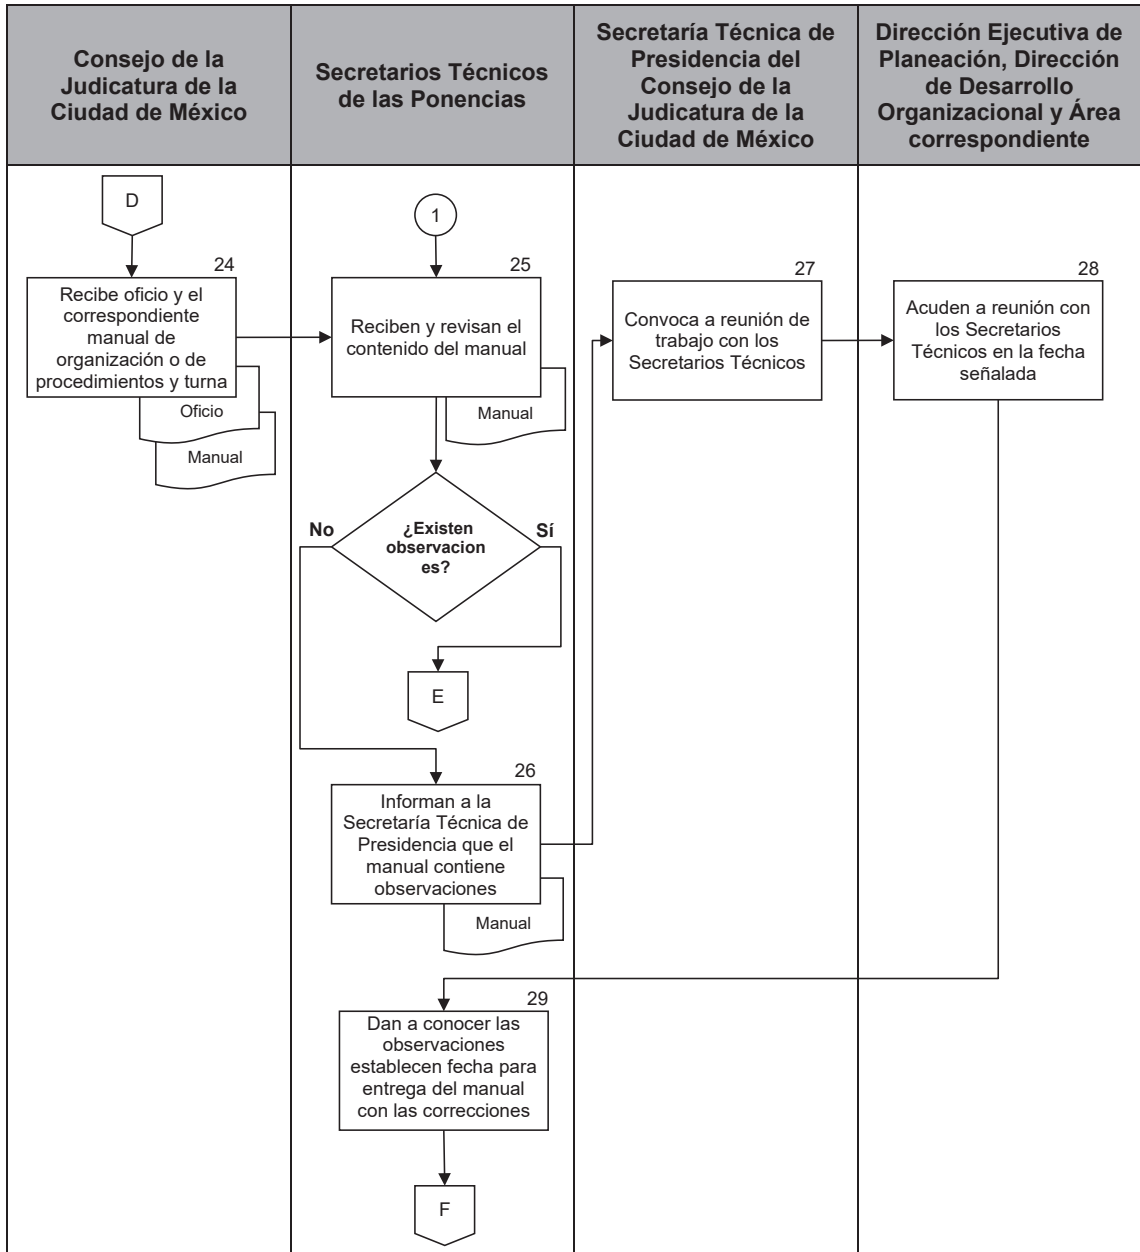 Consejo de la
Judicatura de la
Ciudad de México
Secretarios Técnicos
de las Ponencias
Secretaría Técnica de
Presidencia del
Consejo de la
Judicatura de la
Ciudad de México
Dirección Ejecutiva de
Planeación, Dirección
de Desarrollo
Organizacional y Área
correspondiente
D
24
Recibe oficio y el
correspondiente
manual de
organización o de
procedimientos y turna
Oficio
Manual
1
25
Reciben y revisan el
contenido del manual
Manual
¿Existen
observacion
es?
No
Sí
E
26
Informan a la
Secretaría Técnica de
Presidencia que el
manual contiene
observaciones
Manual
27
Convoca a reunión de
trabajo con los
Secretarios Técnicos
28
Acuden a reunión con
los Secretarios
Técnicos en la fecha
señalada
29
Dan a conocer las
observaciones
establecen fecha para
entrega del manual
con las correcciones
F